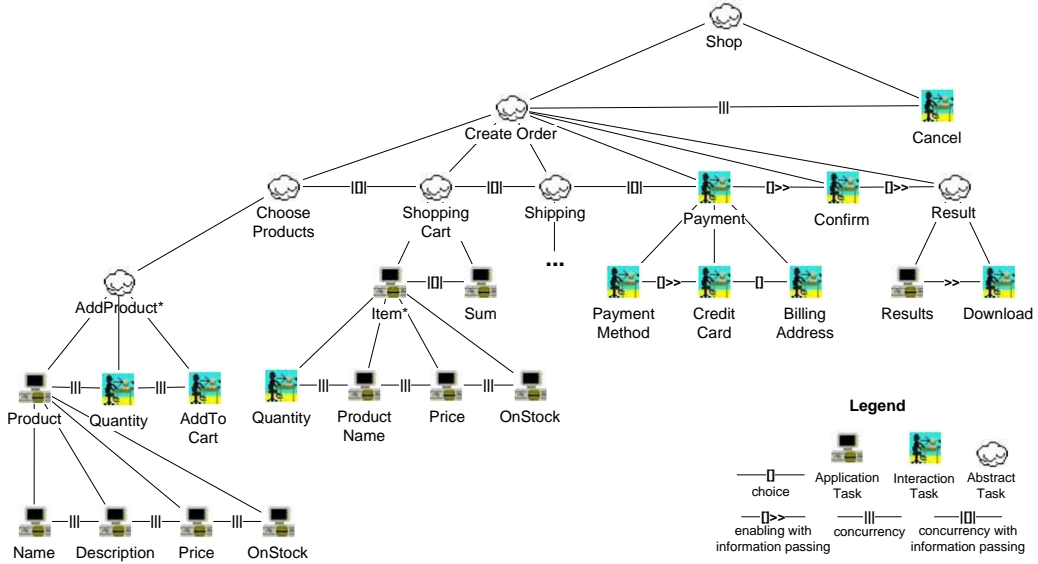 Shop
|||
Cancel
Create Order
|[]| |[]| |[]| []>> []>>
Choose Shopping Shipping Payment Confirm Result
Products Cart
...
AddProduct*
|[]| []>> [] >>
Item* Sum Payment Credit Billing Results Download
Method Card Address
||| ||| ||| ||| |||
Product Quantity AddTo Quantity Product Price OnStock
Cart Name
Legend
[]
choice Application Interaction Abstract
Task Task Task
||| ||| |||
Name Description Price OnStock
[]>> ||| |[]|
enabling with concurrency concurrency with
information passing information passing